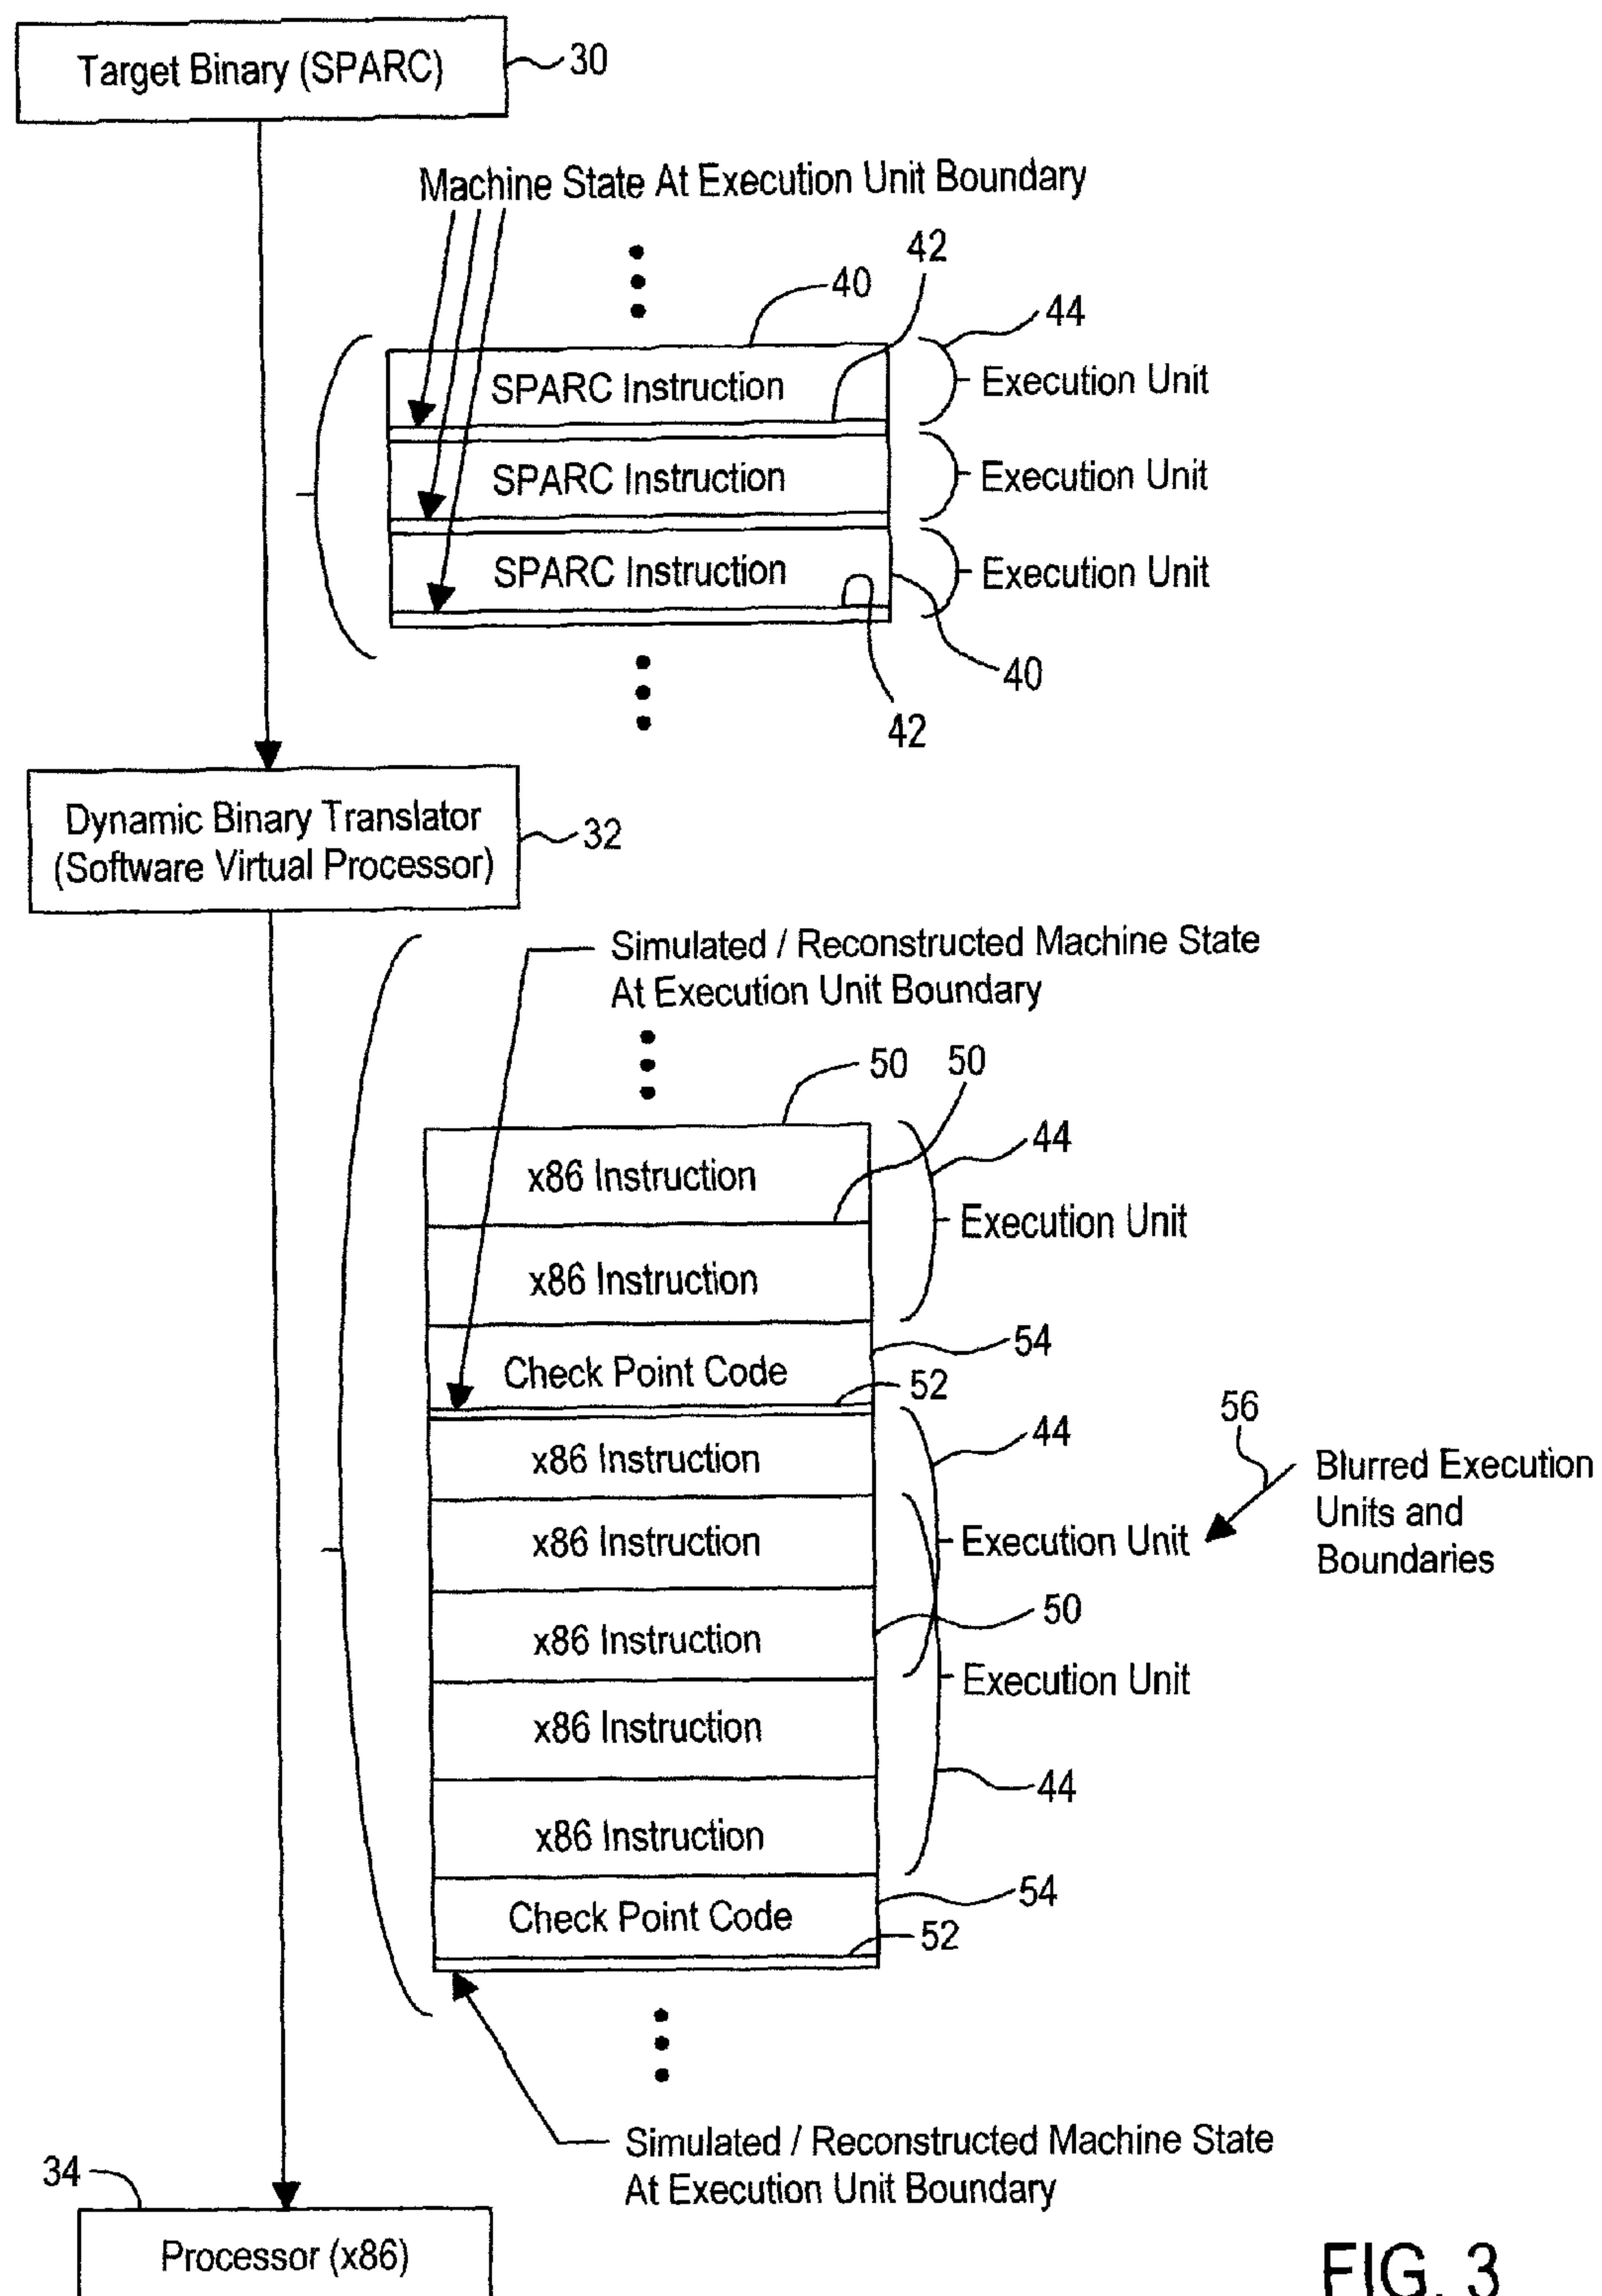 Target Binary (SPARC)
30
Machine State At Execution Unit Boundary
42
40
44
SPARC Instruction
Execution Unit
SPARC Instruction
Execution Unit
SPARC Instruction
Execution Unit
40
42
Dynamic Binary Translator
(Software Virtual Processor)
32
Simulated / Reconstructed Machine State
At Execution Unit Boundary
50
50
44
x86 Instruction
Execution Unit
x86 Instruction
54
Check Point Code
52
56
44
x86 Instruction
Blurred Execution
Units and
Boundaries
x86 Instruction
Execution Unit
50
x86 Instruction
Execution Unit
x86 Instruction
44
x86 Instruction
54
Check Point Code
52
Simulated / Reconstructed Machine State
At Execution Unit Boundary
34
Processor (x86)
FIG. 3